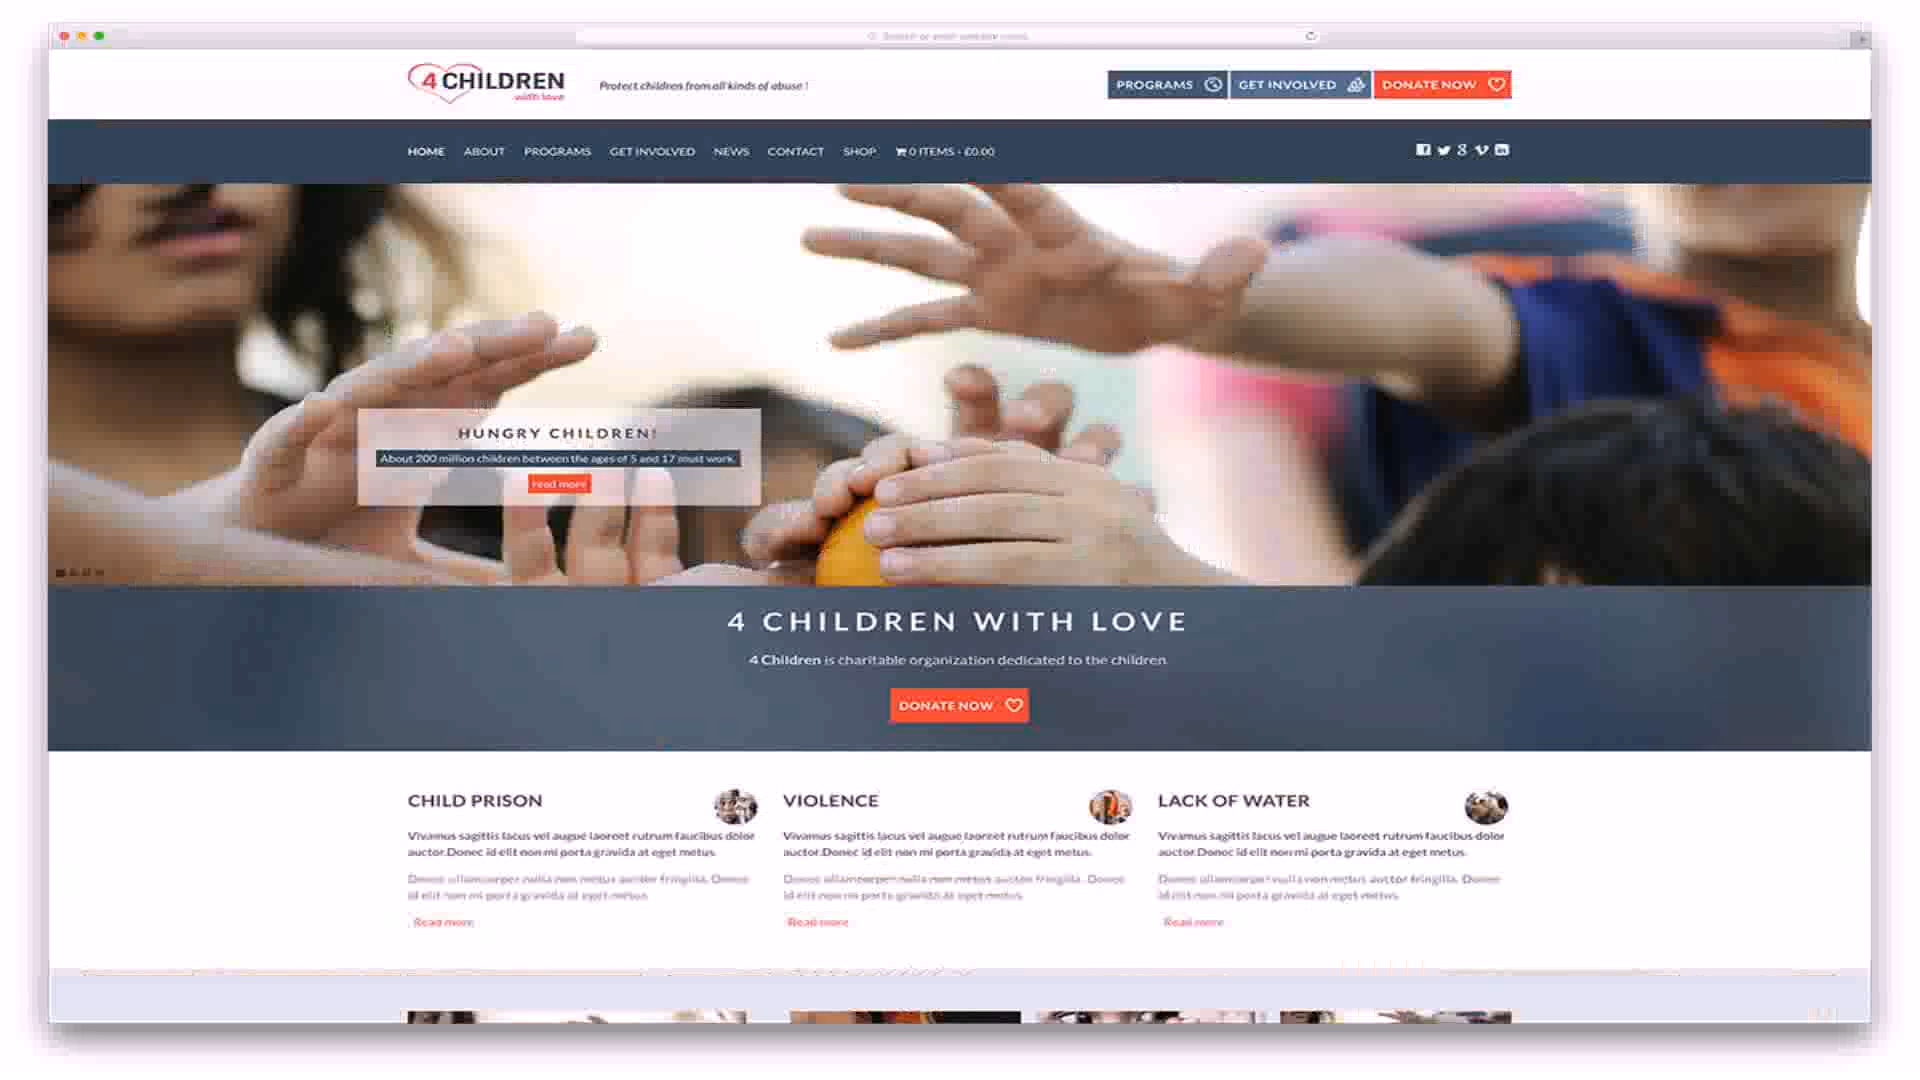 Search or enter website name
4 CHILDREN
with love
Protect children from all kinds of abuse !
PROGRAMS
GET INVOLVED
DONATE NOW
HOME ABOUT PROGRAMS GET INVOLVED NEWS CONTACT SHOP 0 ITEMS - £0.00
HUNGRY CHILDREN!
About 200 million children between the ages of 5 and 17 must work.
read more
4 CHILDREN WITH LOVE
4 Children is charitable organization dedicated to the children
DONATE NOW
CHILD PRISON
Vivamus sagittis lacus vel augue laoreet rutrum faucibus dolor
auctor.Donec id elit non mi porta gravida at eget metus.
Donec ullamcorper nulla non metus auctor fringilla. Donec
id elit non mi porta gravida at eget metus.
Read more
VIOLENCE
Vivamus sagittis lacus vel augue laoreet rutrum faucibus dolor
auctor.Donec id elit non mi porta gravida at eget metus.
Donec ullamcorper nulla non metus auctor fringilla. Donec
id elit non mi porta gravida at eget metus.
Read more
LACK OF WATER
Vivamus sagittis lacus vel augue laoreet rutrum faucibus dolor
auctor.Donec id elit non mi porta gravida at eget metus.
Donec ullamcorper nulla non metus auctor fringilla. Donec
id elit non mi porta gravida at eget metus.
Read more